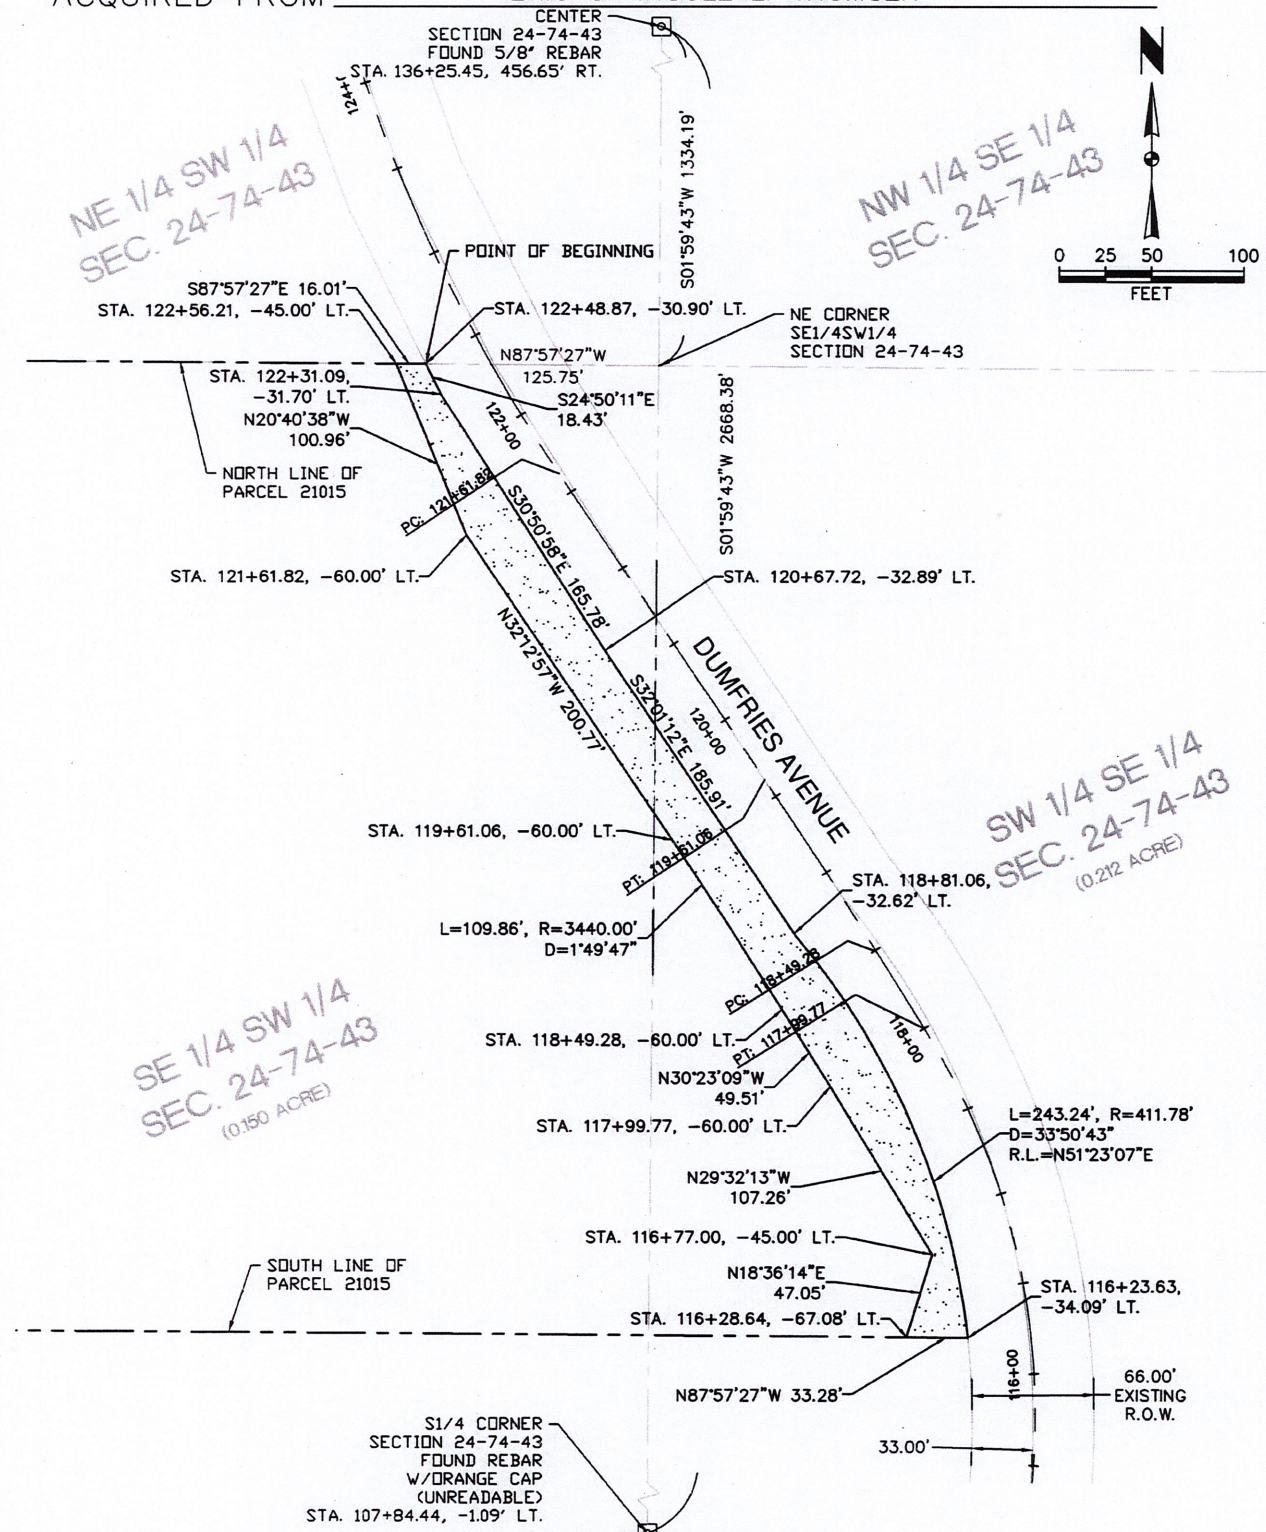 ACQUIRED FROM
CENTER
SECTION 24-74-43
FOUND 5/8" REBAR
STA. 136+25.45, 456.65' RT.
N
S01°59'43"W 1334.19'
NE 1/4 SW 1/4
SEC. 24-74-43
NW 1/4 SE 1/4
SEC. 24-74-43
0 25 50 100
FEET
POINT OF BEGINNING
S87°57'27"E 16.01'
STA. 122+56.21, -45.00' LT.
STA. 122+48.87, -30.90' LT.
NE CORNER
SE1/4SW1/4
SECTION 24-74-43
N87°57'27"W
125.75'
STA. 122+31.09,
-31.70' LT.
S24°50'11"E
18.43'
N20°40'38"W
100.96'
122+00
S01°59'43"W 2668.38'
NORTH LINE OF
PARCEL 21015
PC: 121+61.82
S30°50'58"E 165.78'
STA. 121+61.82, -60.00' LT.
STA. 120+67.72, -32.89' LT.
N32°12'57"W 200.77'
DUMFRIES AVENUE
S32°01'12"E 185.91'
120+00
SW 1/4 SE 1/4
SEC. 24-74-43
(0.212 ACRE)
STA. 119+61.06, -60.00' LT.
PT: 119+61.06
STA. 118+81.06,
-32.62' LT.
L=109.86', R=3440.00'
D=1°49'47"
PC: 118+49.28
SE 1/4 SW 1/4
SEC. 24-74-43
(0.150 ACRE)
STA. 118+49.28, -60.00' LT.
PT: 117+99.77
118+00
N30°23'09"W
49.51'
STA. 117+99.77, -60.00' LT.
L=243.24', R=411.78'
D=33°50'43"
R.L.=N51°23'07"E
N29°32'13"W
107.26'
STA. 116+77.00, -45.00' LT.
SOUTH LINE OF
PARCEL 21015
N18°36'14"E
47.05'
STA. 116+23.63,
-34.09' LT.
STA. 116+28.64, -67.08' LT.
116+00
N87°57'27"W 33.28'
66.00'
EXISTING
R.O.W.
33.00'
S1/4 CORNER
SECTION 24-74-43
FOUND REBAR
W/ORANGE CAP
(UNREADABLE)
STA. 107+84.44, -1.09' LT.